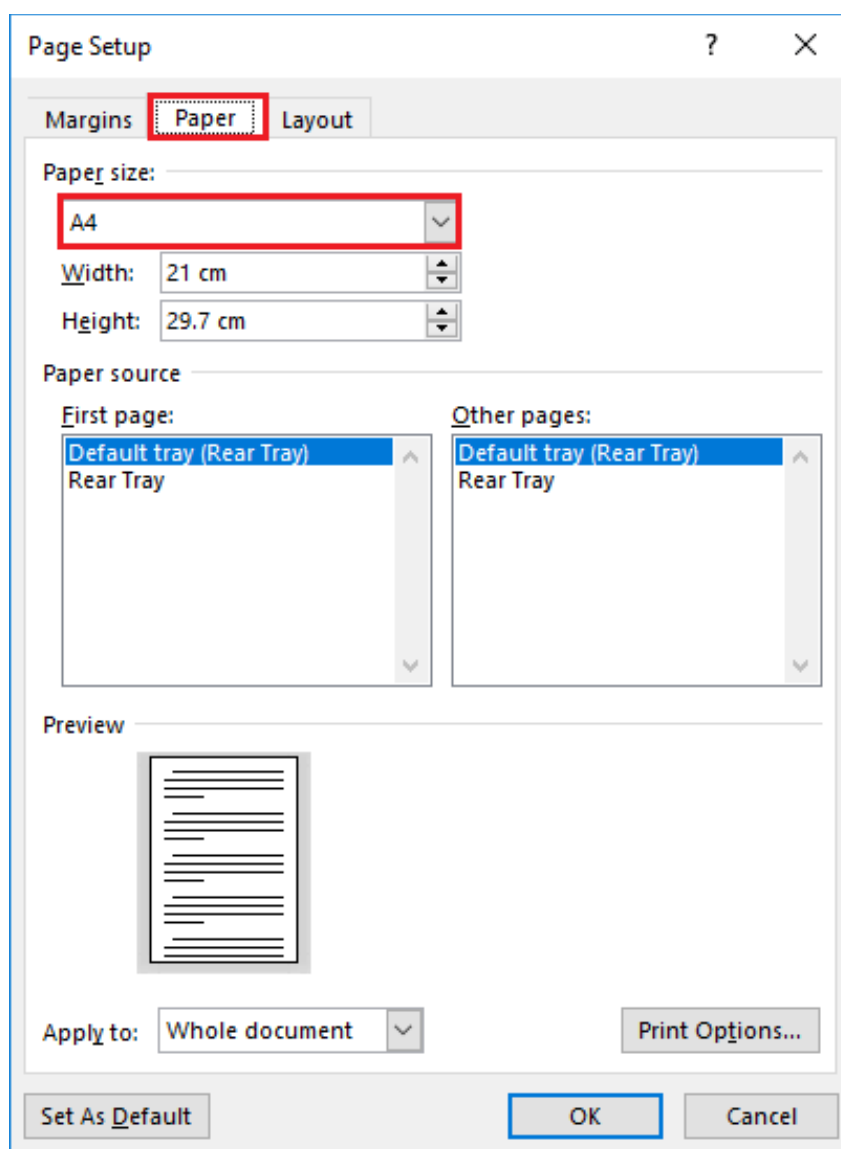 Page Setup ?
Margins Paper Layout
Paper size:
A4
Width: 21 cm
Height: 29.7 cm
Paper source
First page: Other pages:
Default tray (Rear Tray) Default tray (Rear Tray)
Rear Tray Rear Tray
Preview
Apply to: Whole document Print Options...
Set As Default OK Cancel